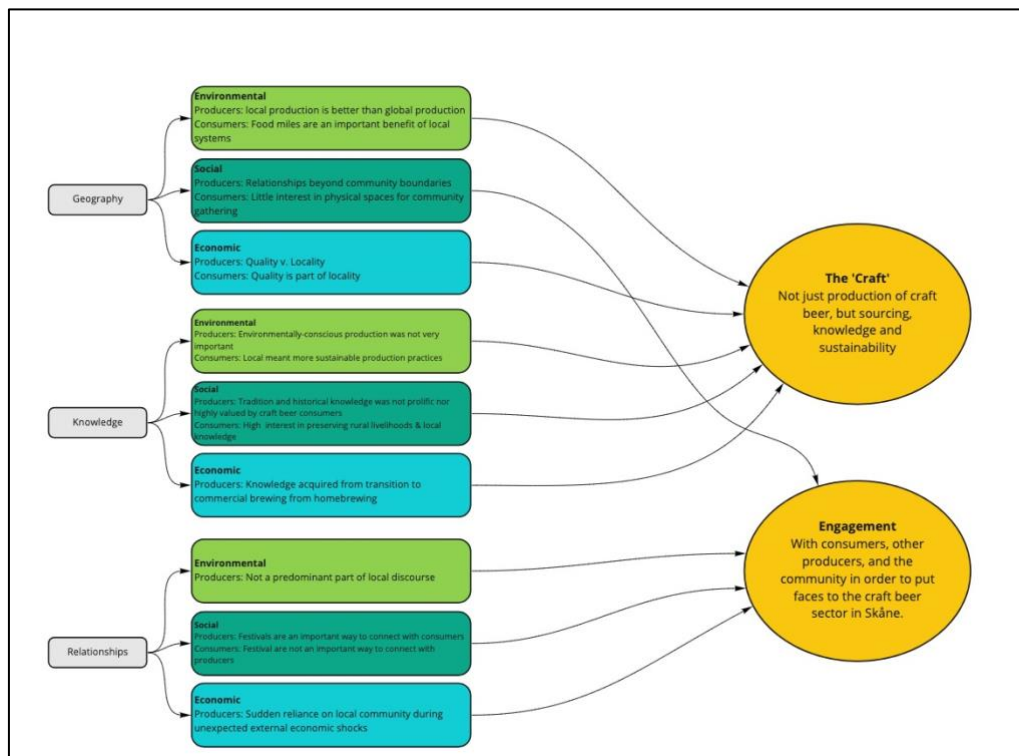 Environmental
Producers: local production is better than global production
Consumers: Food miles are an important benefit of local
systems
Social
Producers: Relationships beyond community boundaries
Consumers: Little interest in physical spaces for community
gathering
Geography
Economic
Producers: Quality v. Locality
Consumers: Quality is part of locality
Environmental
Producers: Environmentally-conscious production was not very
important
Consumers: Local meant more sustainable production practices
Social
Producers: Tradition and historical knowledge was not prolific nor
highly valued by craft beer consumers
Consumers: High interest in preserving rural livelihoods & local
knowledge
Knowledge
Economic
Producers: Knowledge acquired from transition to
commercial brewing from homebrewing
Environmental
Producers: Not a predominant part of local discourse
Social
Producers: Festivals are an important way to connect with consumers
Consumers: Festival are not an important way to connect with
producers
Relationships
Economic
Producers: Sudden reliance on local community during
unexpected external economic shocks
The 'Craft'
Not just production of craft
beer, but sourcing,
knowledge and
sustainability
Engagement
With consumers, other
producers, and the
community in order to put
faces to the craft beer
sector in Skåne.